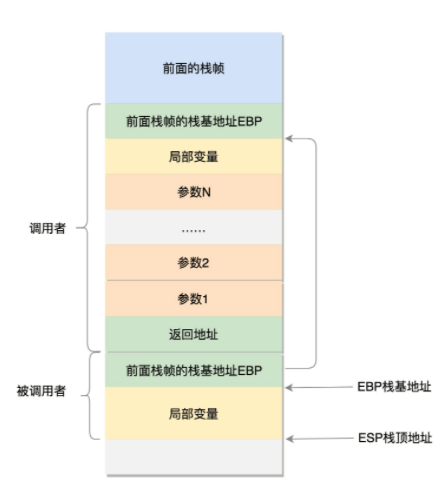 前面的栈帧
前面栈帧的栈基地址EBP
局部变量
参数N
……
参数2
参数1
返回地址
前面栈帧的栈基地址EBP
局部变量
调用者
被调用者
EBP栈基地址
ESP栈顶地址